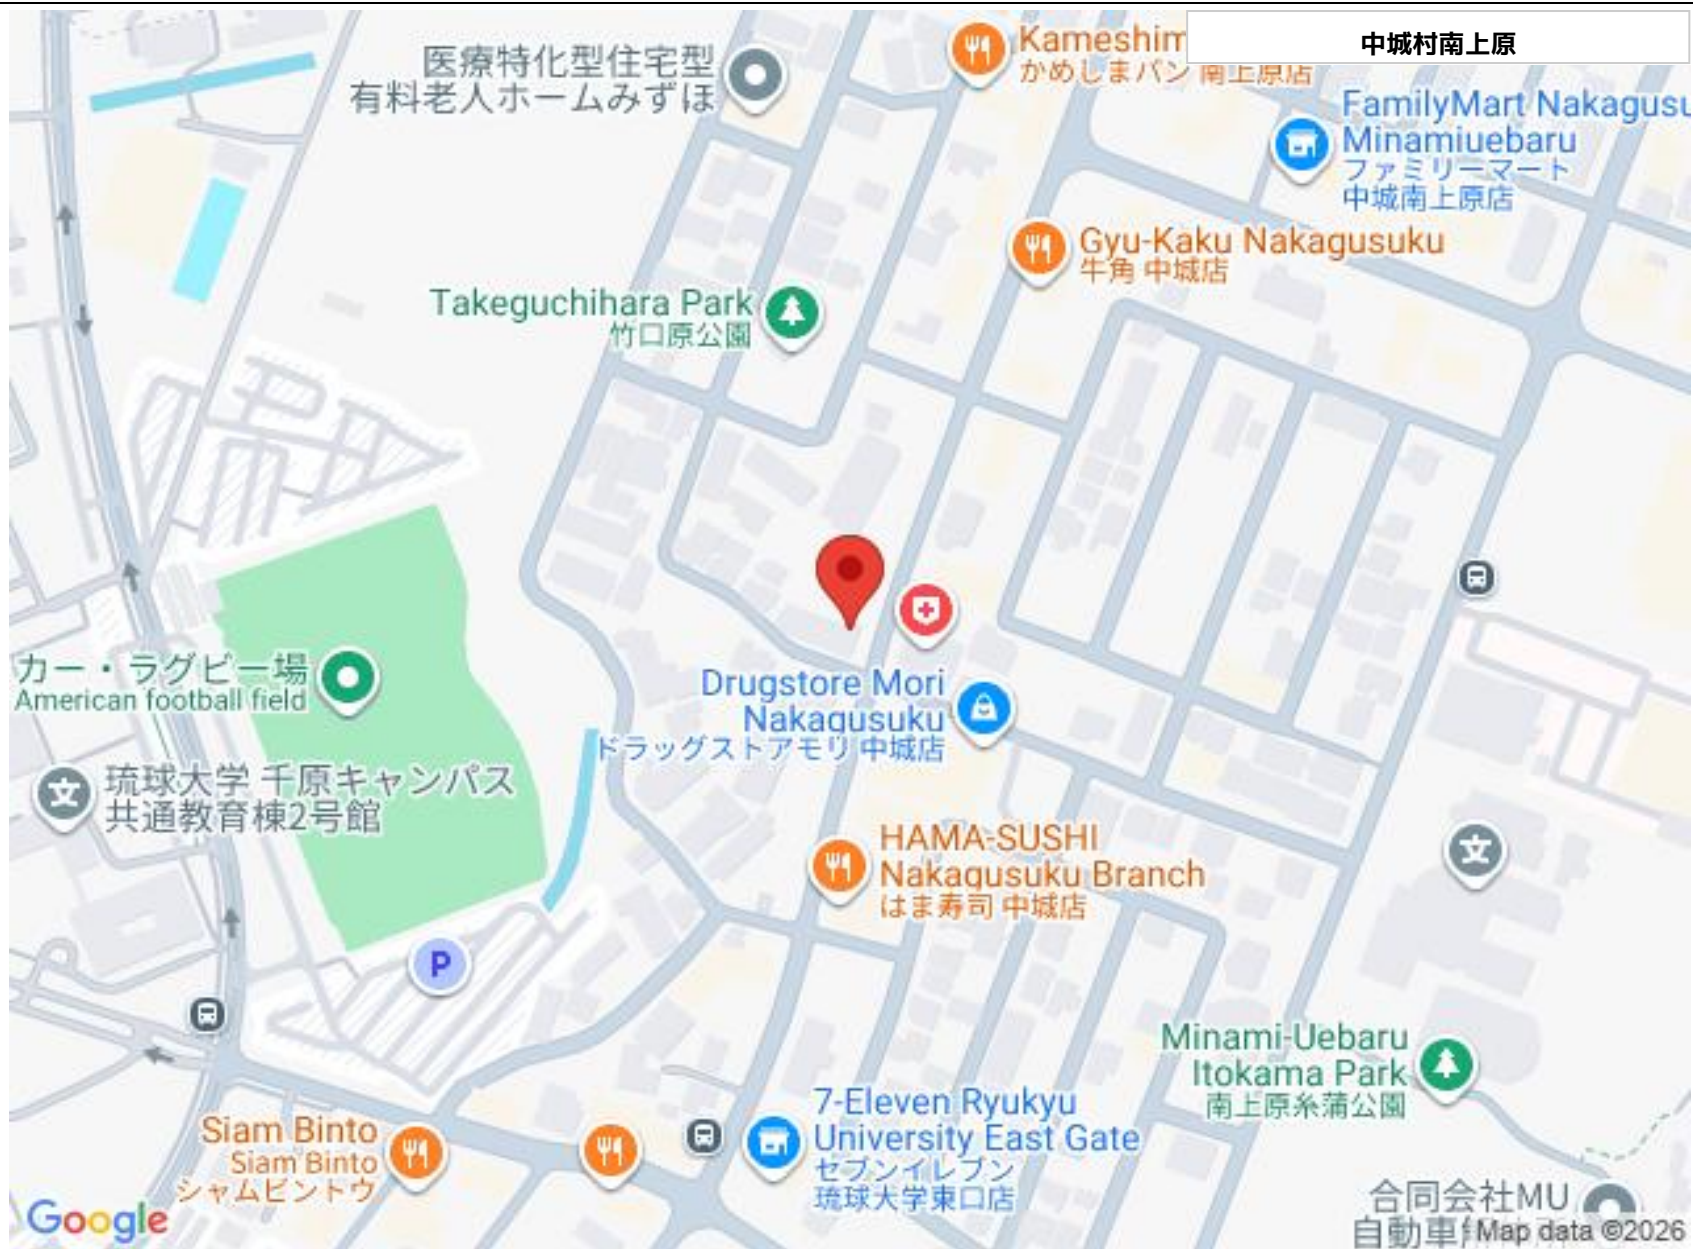 中城村南上原
医療特化型住宅型
有料老人ホームみずほ
Kameshim
かめしまパン 南上原店
FamilyMart Nakagusu
Minamiuebaru
ファミリーマート
中城南上原店
Gyu-Kaku Nakagusuku
牛角 中城店
Takeguchihara Park
竹口原公園
カー・ラグビー場
American football field
Drugstore Mori
Nakagusuku
ドラッグストアモリ 中城店
琉球大学 千原キャンパス
共通教育棟2号館
文
HAMA-SUSHI
Nakagusuku Branch
はま寿司 中城店
文
P
Minami-Uebaru
Itokama Park
南上原糸蒲公園
7-Eleven Ryukyu
University East Gate
セブンイレブン
琉球大学東口店
Siam Binto
Siam Binto
シャムビントウ
合同会社MU
自動車
Google
Map data ©2026